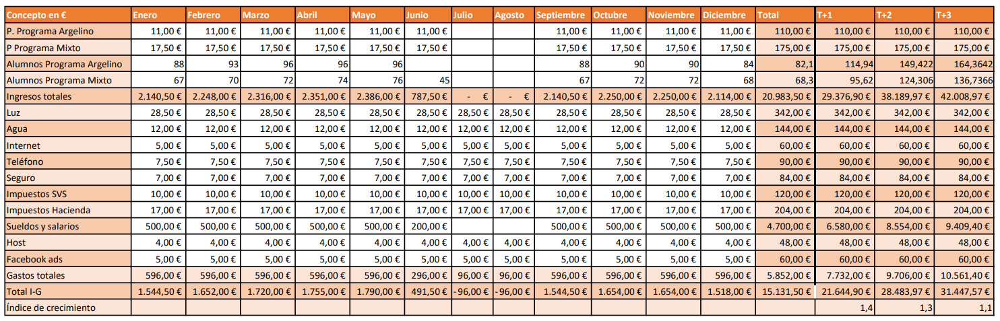 Concepto en € Enero Febrero Marzo Abril Mayo Junio Julio Agosto Septiembre Octubre Noviembre Diciembre Total T+1 T+2 T+3
P. Programa Argelino 11,00 € 11,00 € 11,00 € 11,00 € 11,00 € 11,00 € 11,00 € 11,00 € 11,00 € 11,00 € 110,00 € 110,00 € 110,00 € 110,00 €
P Programa Mixto 17,50 € 17,50 € 17,50 € 17,50 € 17,50 € 17,50 € 17,50 € 17,50 € 17,50 € 17,50 € 175,00 € 175,00 € 175,00 € 175,00 €
Alumnos Programa Argelino 88 93 96 96 96 88 90 90 84 82,1 114,94 149,422 164,3642
Alumnos Programa Mixto 67 70 72 74 76 45 67 72 72 68 68,3 95,62 124,306 136,7366
Ingresos totales 2.140,50 € 2.248,00 € 2.316,00 € 2.351,00 € 2.386,00 € 787,50 € - € - € 2.140,50 € 2.250,00 € 2.250,00 € 2.114,00 € 20.983,50 € 29.376,90 € 38.189,97 € 42.008,97 €
Luz 28,50 € 28,50 € 28,50 € 28,50 € 28,50 € 28,50 € 28,50 € 28,50 € 28,50 € 28,50 € 28,50 € 28,50 € 342,00 € 342,00 € 342,00 € 342,00 €
Agua 12,00 € 12,00 € 12,00 € 12,00 € 12,00 € 12,00 € 12,00 € 12,00 € 12,00 € 12,00 € 12,00 € 12,00 € 144,00 € 144,00 € 144,00 € 144,00 €
Internet 5,00 € 5,00 € 5,00 € 5,00 € 5,00 € 5,00 € 5,00 € 5,00 € 5,00 € 5,00 € 5,00 € 5,00 € 60,00 € 60,00 € 60,00 € 60,00 €
Teléfono 7,50 € 7,50 € 7,50 € 7,50 € 7,50 € 7,50 € 7,50 € 7,50 € 7,50 € 7,50 € 7,50 € 7,50 € 90,00 € 90,00 € 90,00 € 90,00 €
Seguro 7,00 € 7,00 € 7,00 € 7,00 € 7,00 € 7,00 € 7,00 € 7,00 € 7,00 € 7,00 € 7,00 € 7,00 € 84,00 € 84,00 € 84,00 € 84,00 €
Impuestos SVS 10,00 € 10,00 € 10,00 € 10,00 € 10,00 € 10,00 € 10,00 € 10,00 € 10,00 € 10,00 € 10,00 € 10,00 € 120,00 € 120,00 € 120,00 € 120,00 €
Impuestos Hacienda 17,00 € 17,00 € 17,00 € 17,00 € 17,00 € 17,00 € 17,00 € 17,00 € 17,00 € 17,00 € 17,00 € 17,00 € 204,00 € 204,00 € 204,00 € 204,00 €
Sueldos y salarios 500,00 € 500,00 € 500,00 € 500,00 € 500,00 € 200,00 € 500,00 € 500,00 € 500,00 € 500,00 € 4.700,00 € 6.580,00 € 8.554,00 € 9.409,40 €
Host 4,00 € 4,00 € 4,00 € 4,00 € 4,00 € 4,00 € 4,00 € 4,00 € 4,00 € 4,00 € 4,00 € 4,00 € 48,00 € 48,00 € 48,00 € 48,00 €
Facebook ads 5,00 € 5,00 € 5,00 € 5,00 € 5,00 € 5,00 € 5,00 € 5,00 € 5,00 € 5,00 € 5,00 € 5,00 € 60,00 € 60,00 € 60,00 € 60,00 €
Gastos totales 596,00 € 596,00 € 596,00 € 596,00 € 596,00 € 296,00 € 96,00 € 96,00 € 596,00 € 596,00 € 596,00 € 596,00 € 5.852,00 € 7.732,00 € 9.706,00 € 10.561,40 €
Total I-G 1.544,50 € 1.652,00 € 1.720,00 € 1.755,00 € 1.790,00 € 491,50 € -96,00 € -96,00 € 1.544,50 € 1.654,00 € 1.654,00 € 1.518,00 € 15.131,50 € 21.644,90 € 28.483,97 € 31.447,57 €
Índice de crecimiento 1,4 1,3 1,1